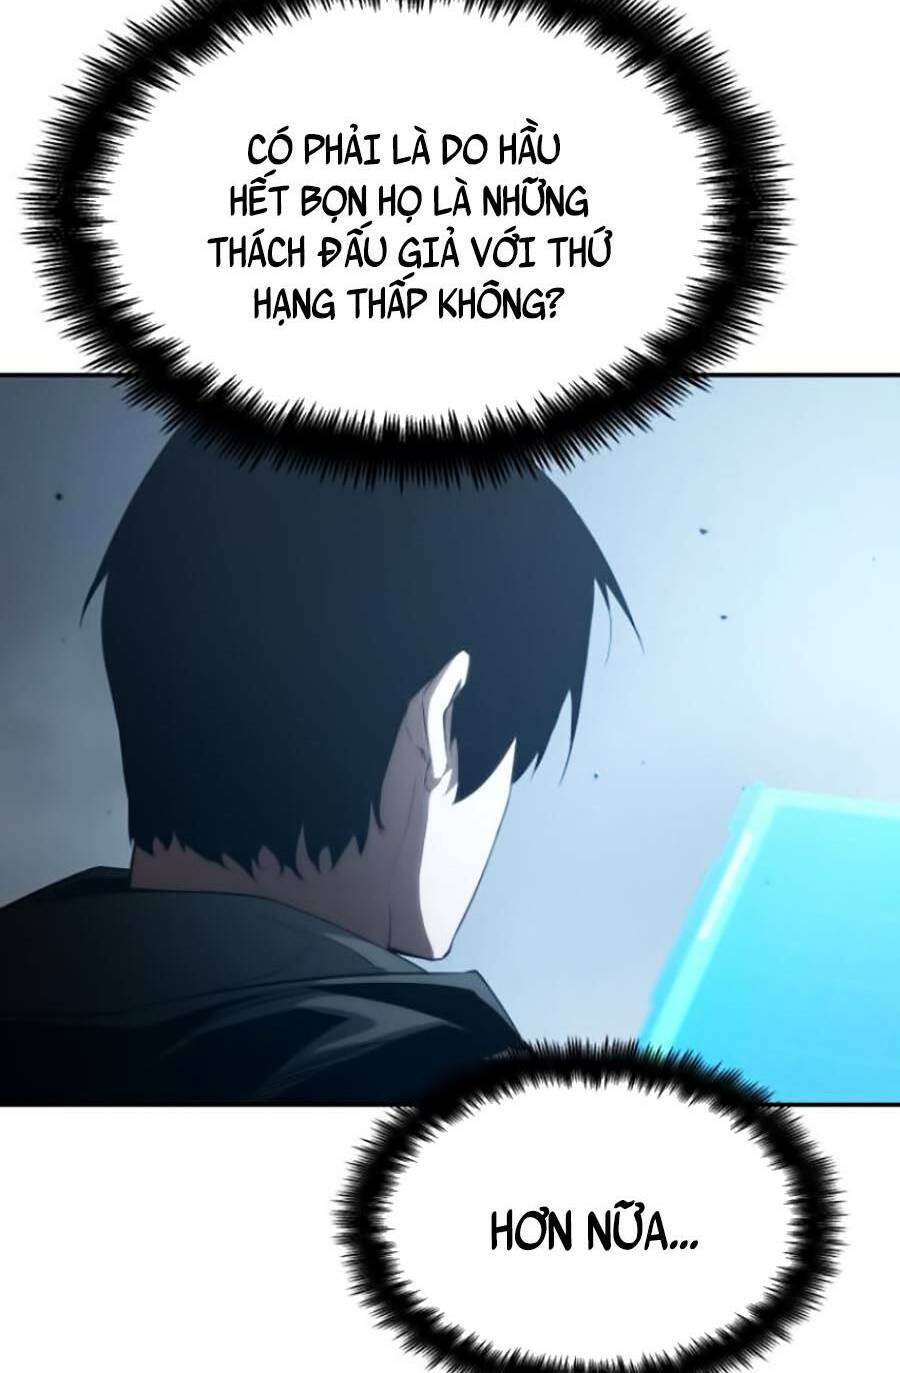 CÓ PHẢI LÀ DO HẦU
HẾT BỌN HỌ LÀ NHỮNG
THÁCH ĐẤU GIẢ VỚI THỨ
HẠNG THẤP KHÔNG?
HƠN NỮA...